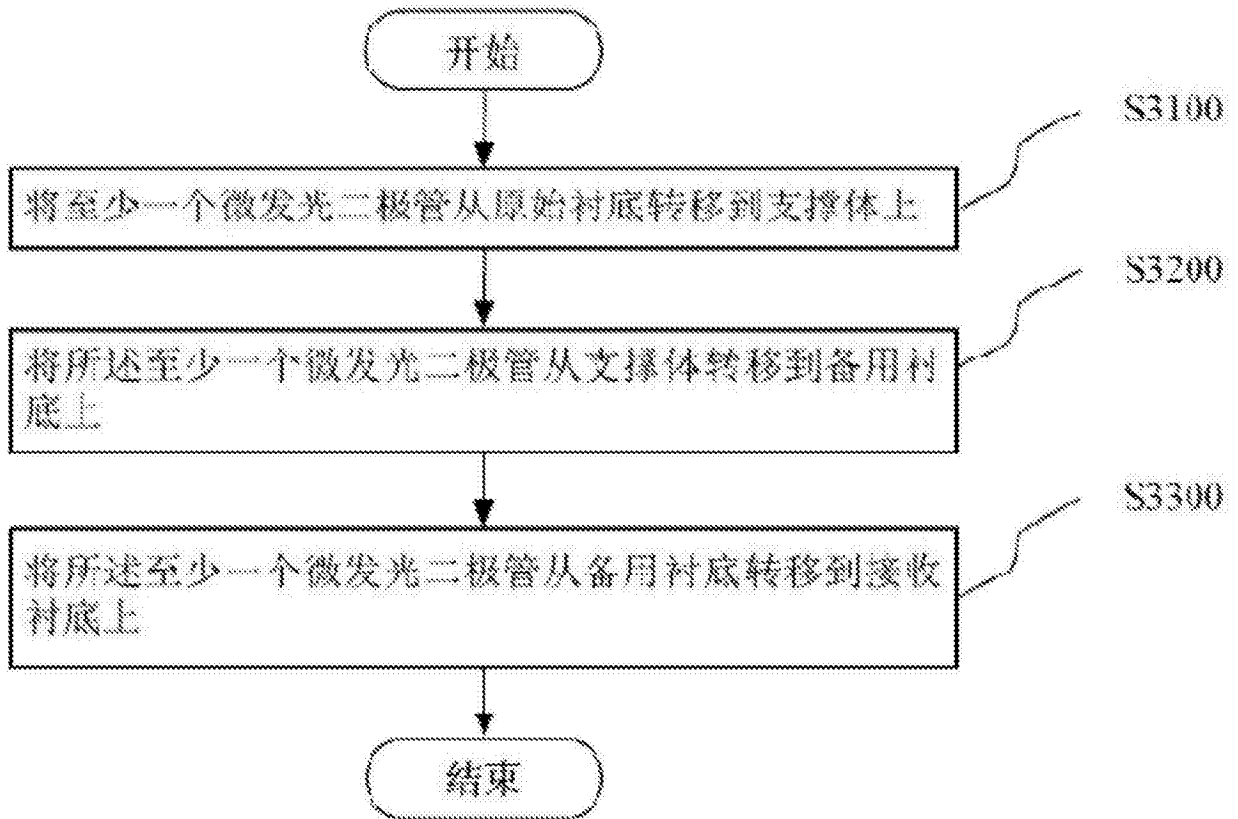 开始
S3100
将至少一个微发光二极管从原始衬底转移到支撑体上
S3200
将所述至少一个微发光二极管从支撑体转移到备用衬
底上
S3300
将所述至少一个微发光二极管从备用衬底转移到接收
衬底上
结束